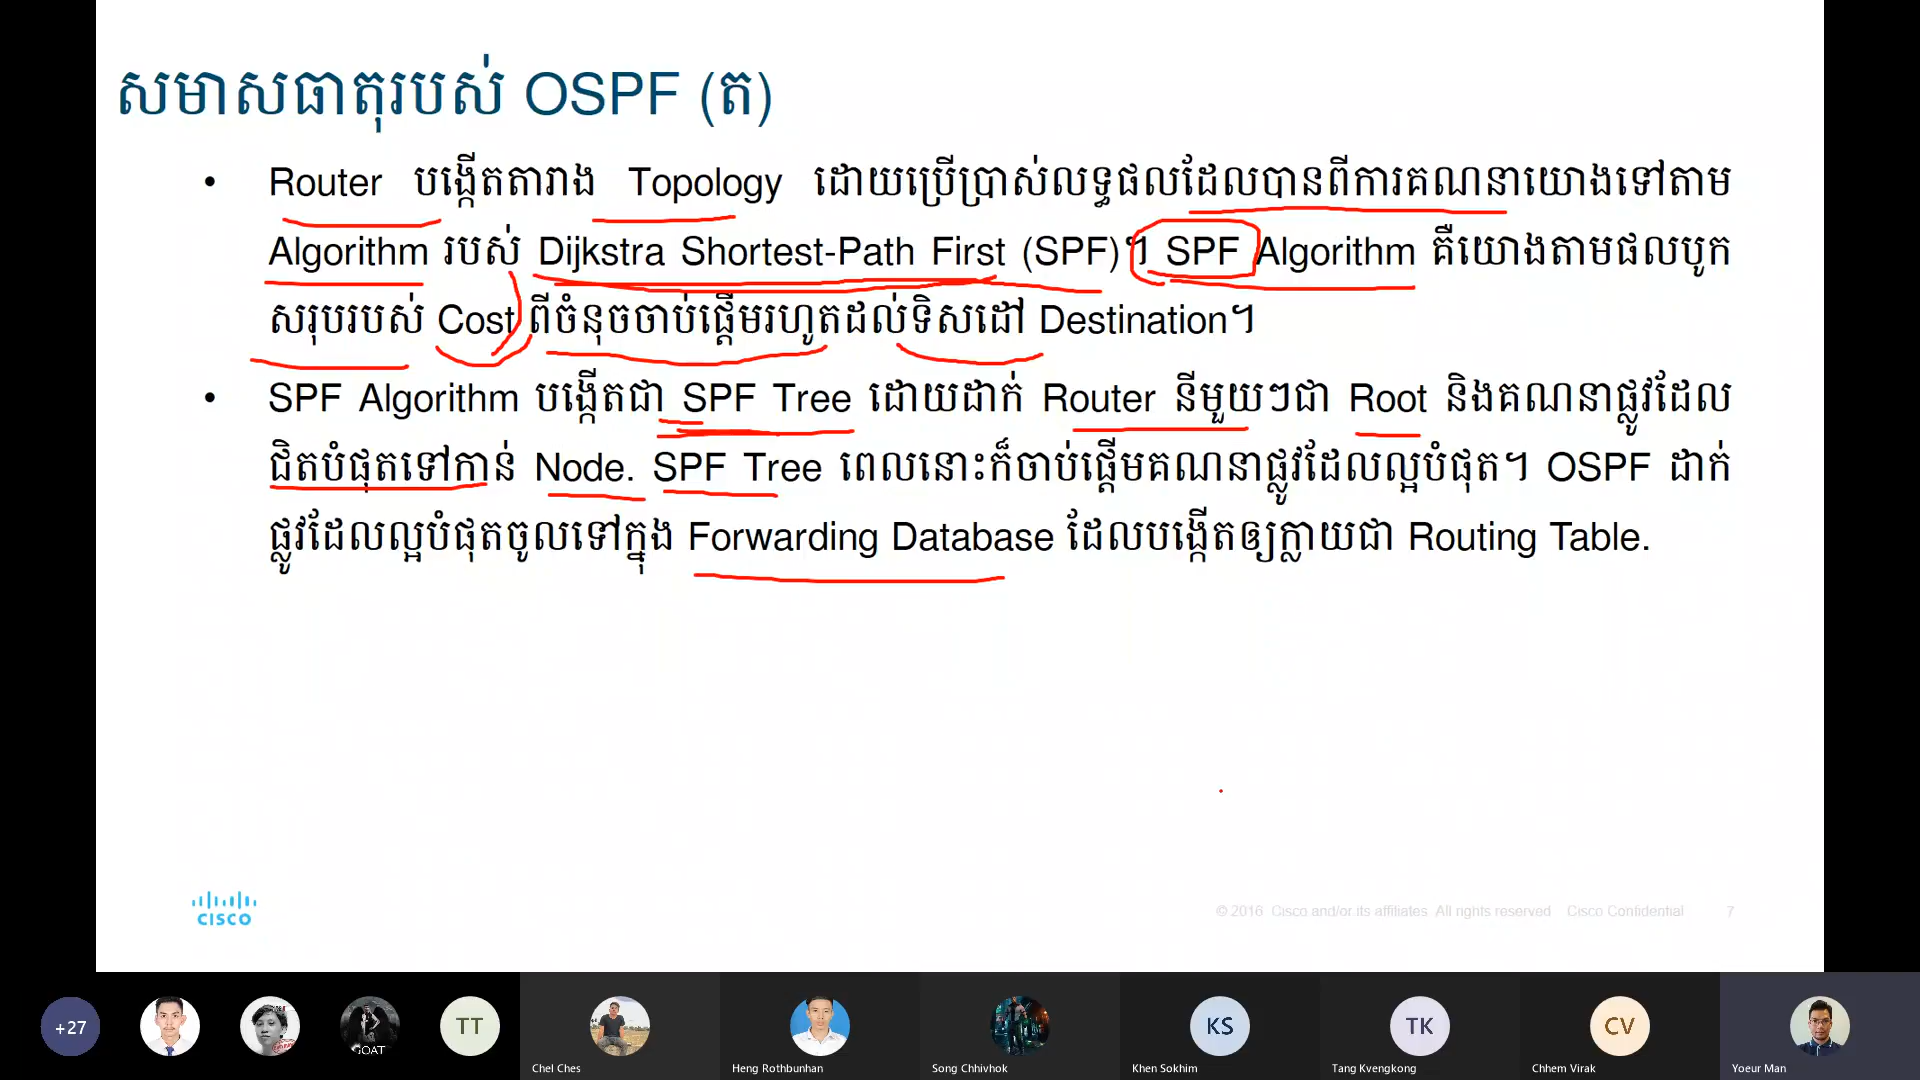 សមាសធាតុរបស់ OSPF (ត)
• Router បង្កើតតារាង Topology ដោយប្រើប្រាស់លទ្ធផលដែលបានពីការគណនាយោងទៅតាម
Algorithm របស់ Dijkstra Shortest-Path First (SPF)។ SPF Algorithm គឺយោងតាមផលបូក
សរុបរបស់ Cost ពីចំនុចចាប់ផ្តើមរហូតដល់ទិសដៅ Destination។
• SPF Algorithm បង្កើតជា SPF Tree ដោយដាក់ Router នីមួយៗជា Root និងគណនាផ្លូវដែល
ជិតបំផុតទៅកាន់ Node. SPF Tree ពេលនោះក៏ចាប់ផ្តើមគណនាផ្លូវដែលល្អបំផុត។ OSPF ដាក់
ផ្លូវដែលល្អបំផុតចូលទៅក្នុង Forwarding Database ដែលបង្កើតឲ្យក្លាយជា Routing Table.
CISCO
© 2016 Cisco and/or its affiliates. All rights reserved. Cisco Confidential 7
+27
GOAT
TT
KS
TK
CV
Chel Ches
Heng Rothbunhan
Song Chhivhok
Khen Sokhim
Tang Kvengkong
Chhem Virak
Yoeur Man